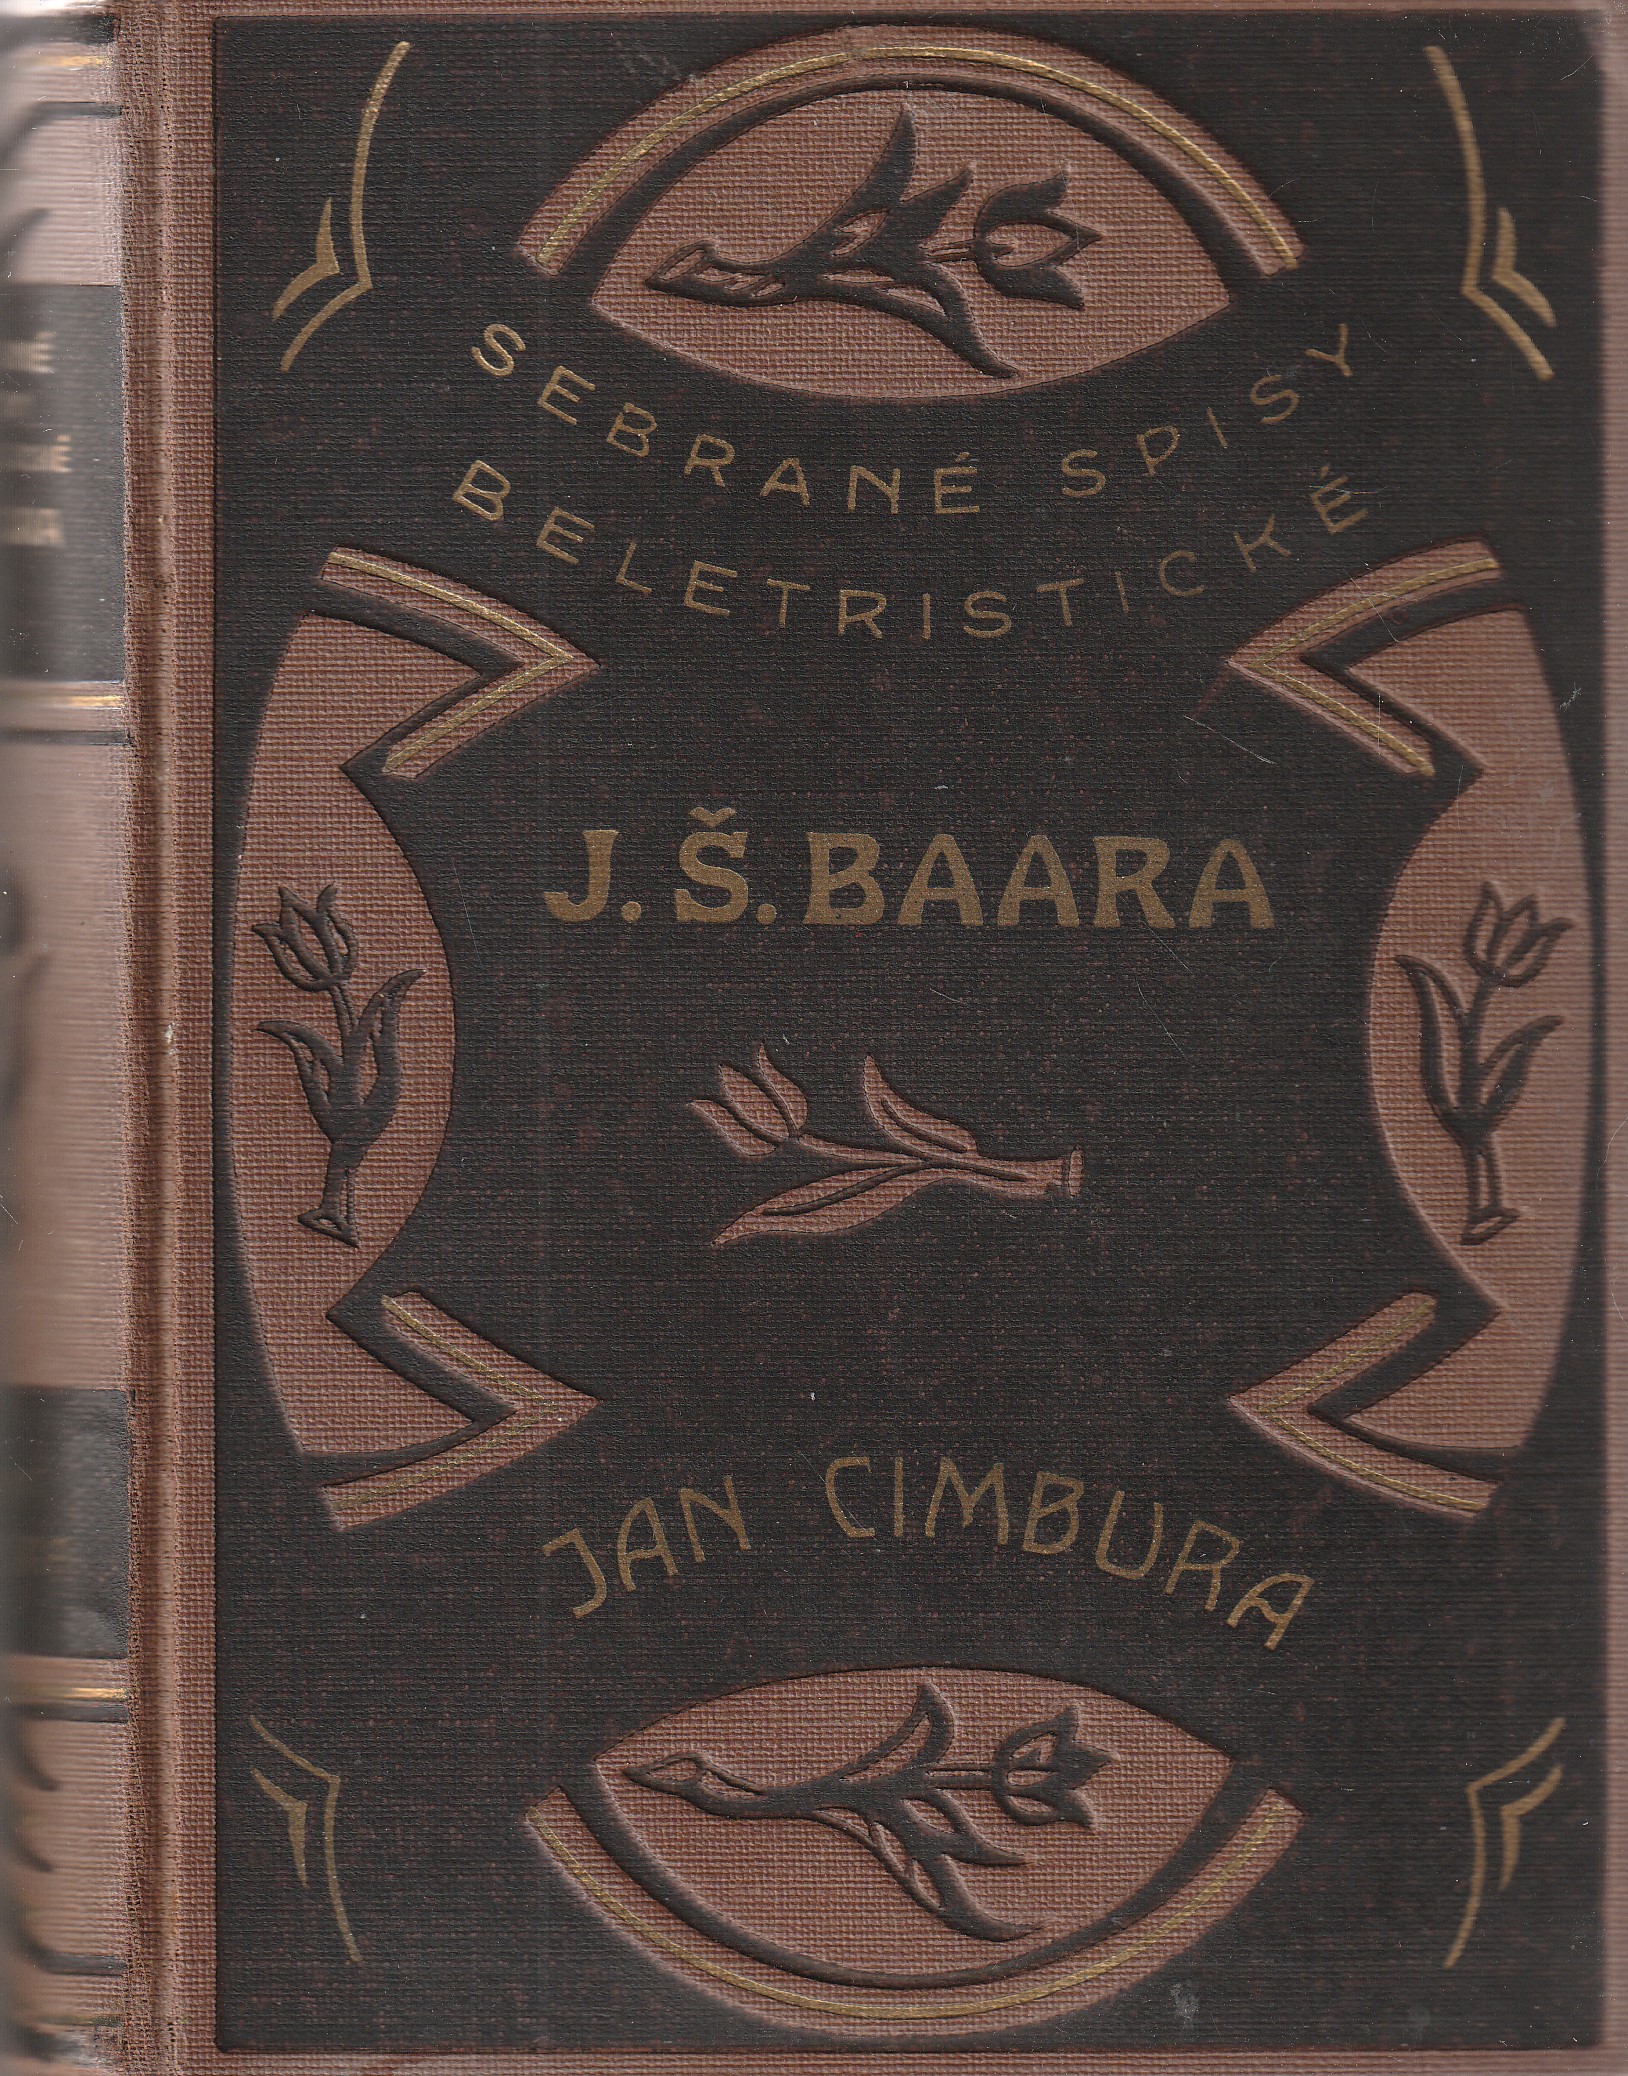 SEBRANÉ SPISY
BELETRISTICKÉ
J. Š. BAARA
JAN CIMBURA